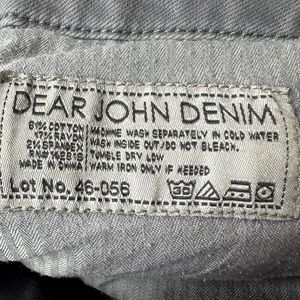 DEAR JOHN DENIM
COTTON MACHINE WASH SEPARATELY IN COLD WATER
17% RAYON WASH INSIDE OUT/DO NOT BLEACH.
2% SPANDEX TUMBLE DRY LOW
MADE IN CHINA WARM IRON ONLY IF NEEDED
LOT NO. 46-056